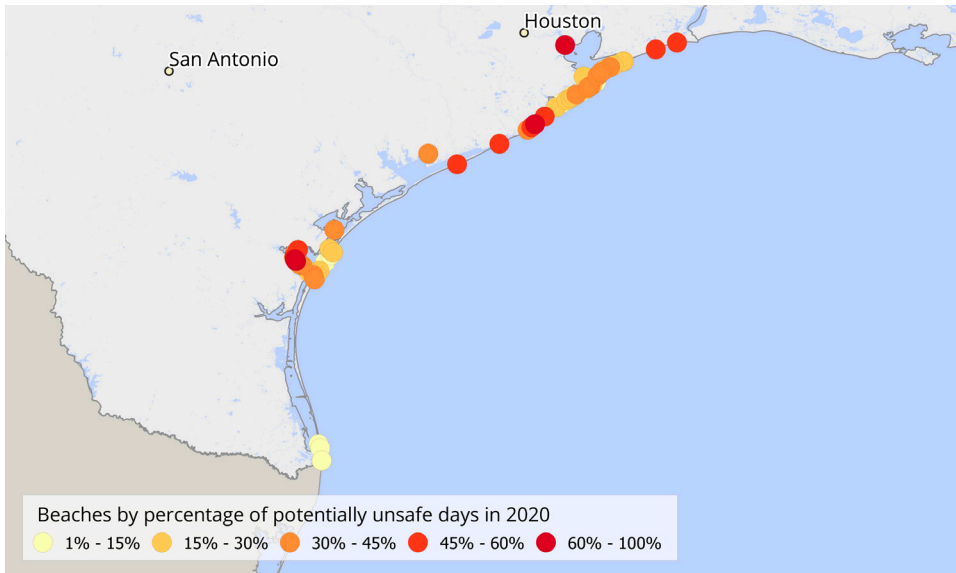 Houston
San Antonio
Beaches by percentage of potentially unsafe days in 2020
1% - 15% 15% - 30% 30% - 45% 45% - 60% 60% - 100%